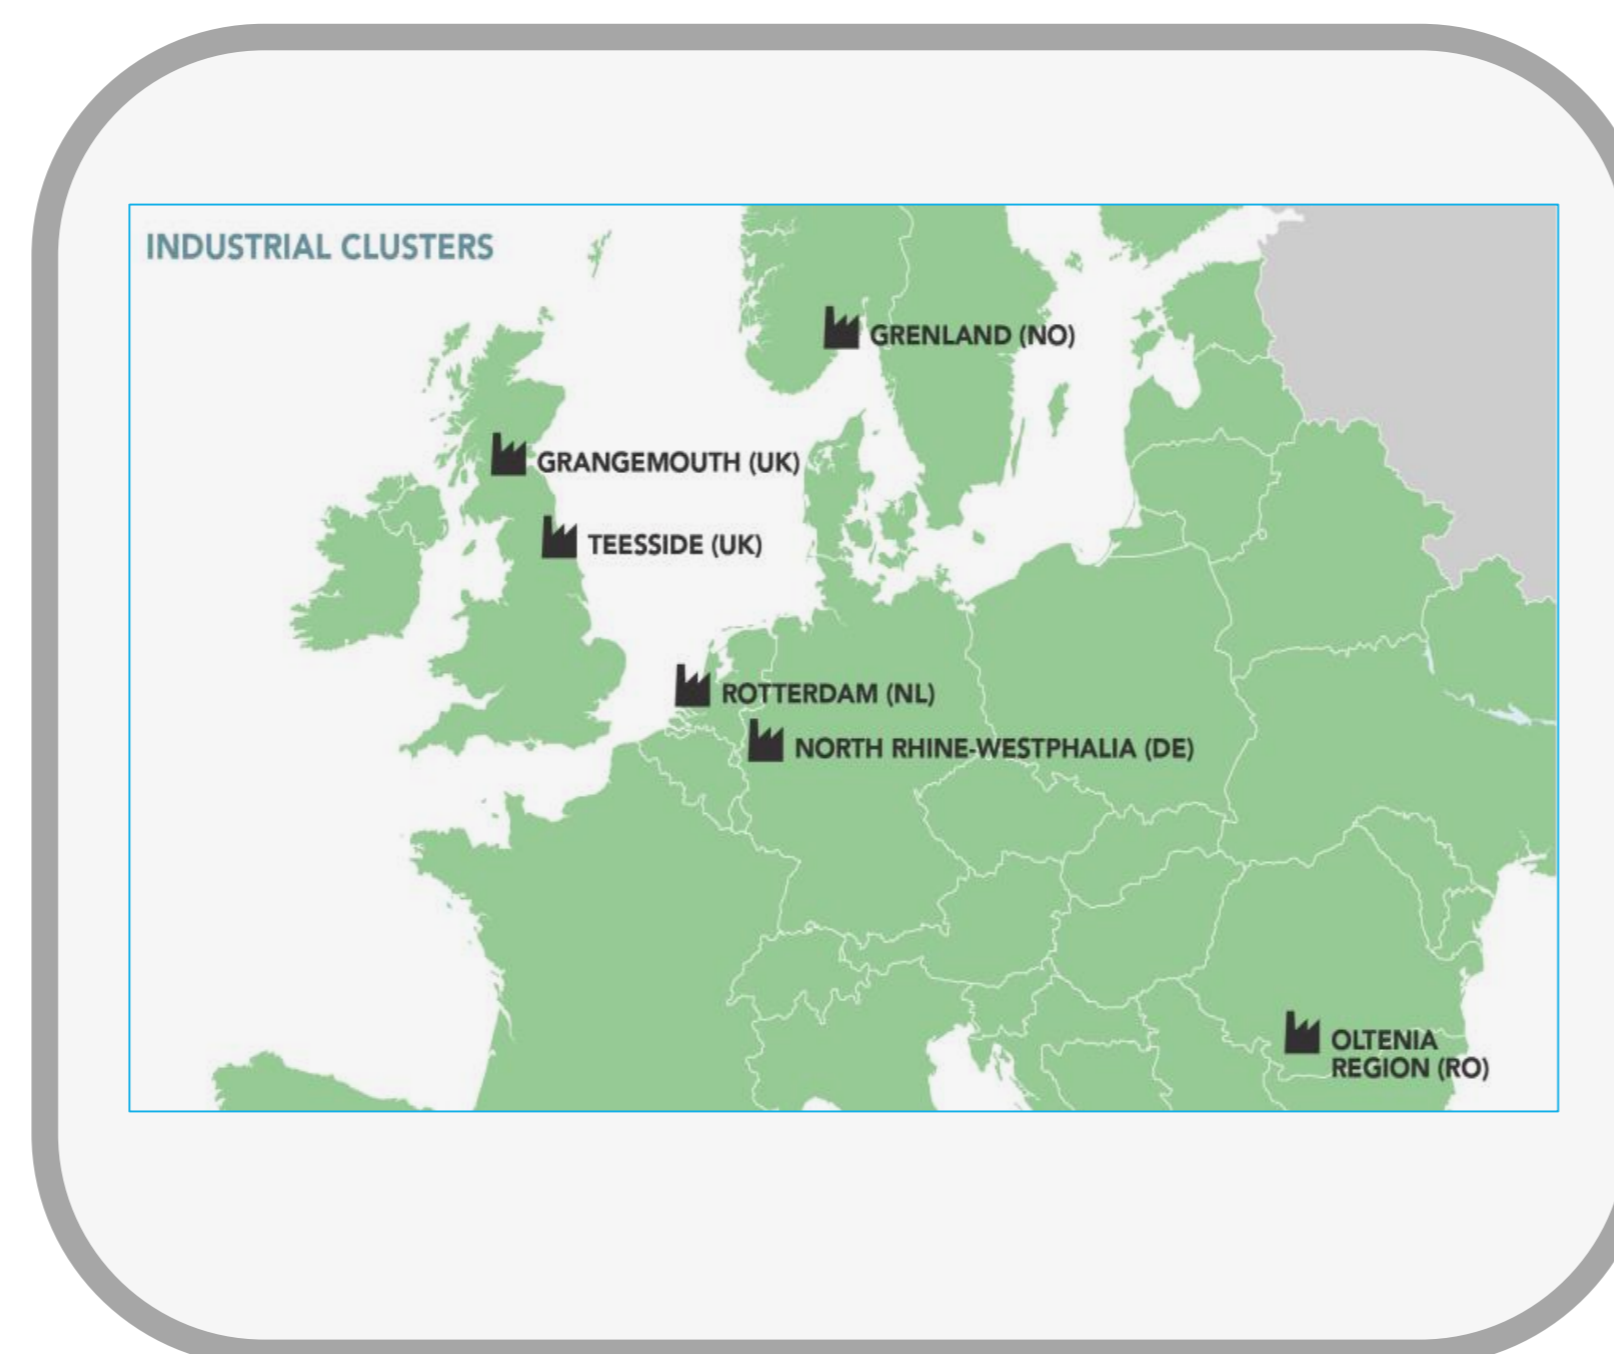 INDUSTRIAL CLUSTERS
GRENLAND (NO)
GRANGEMOUTH (UK)
TEESSIDE (UK)
ROTTERDAM (NL)
NORTH RHINE-WESTPHALIA (DE)
OLTENIA
REGION (RO)